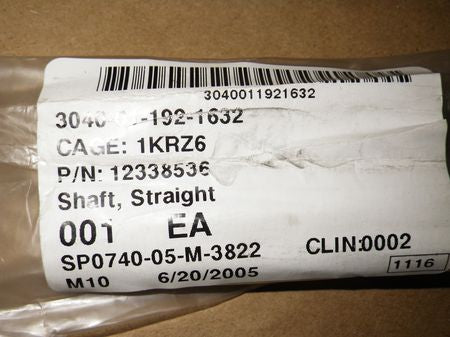 3040011921632
3040-01-192-1632
CAGE: 1KRZ6
P/N: 12338536
Shaft, Straight
001 EA
SP0740-05-M-3822 CLIN:0002
M10 6/20/2005 1116